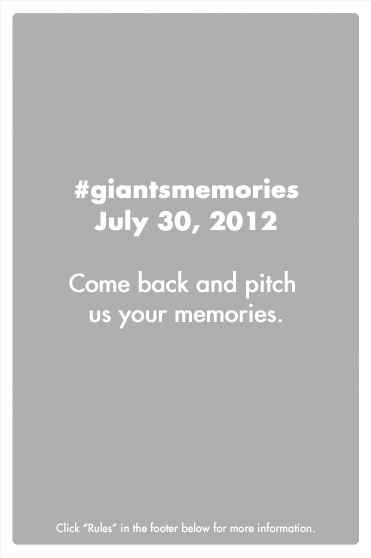 #giantsmemories
July 30, 2012
Come back and pitch
us your memories.
Click “Rules” in the footer below for more information.